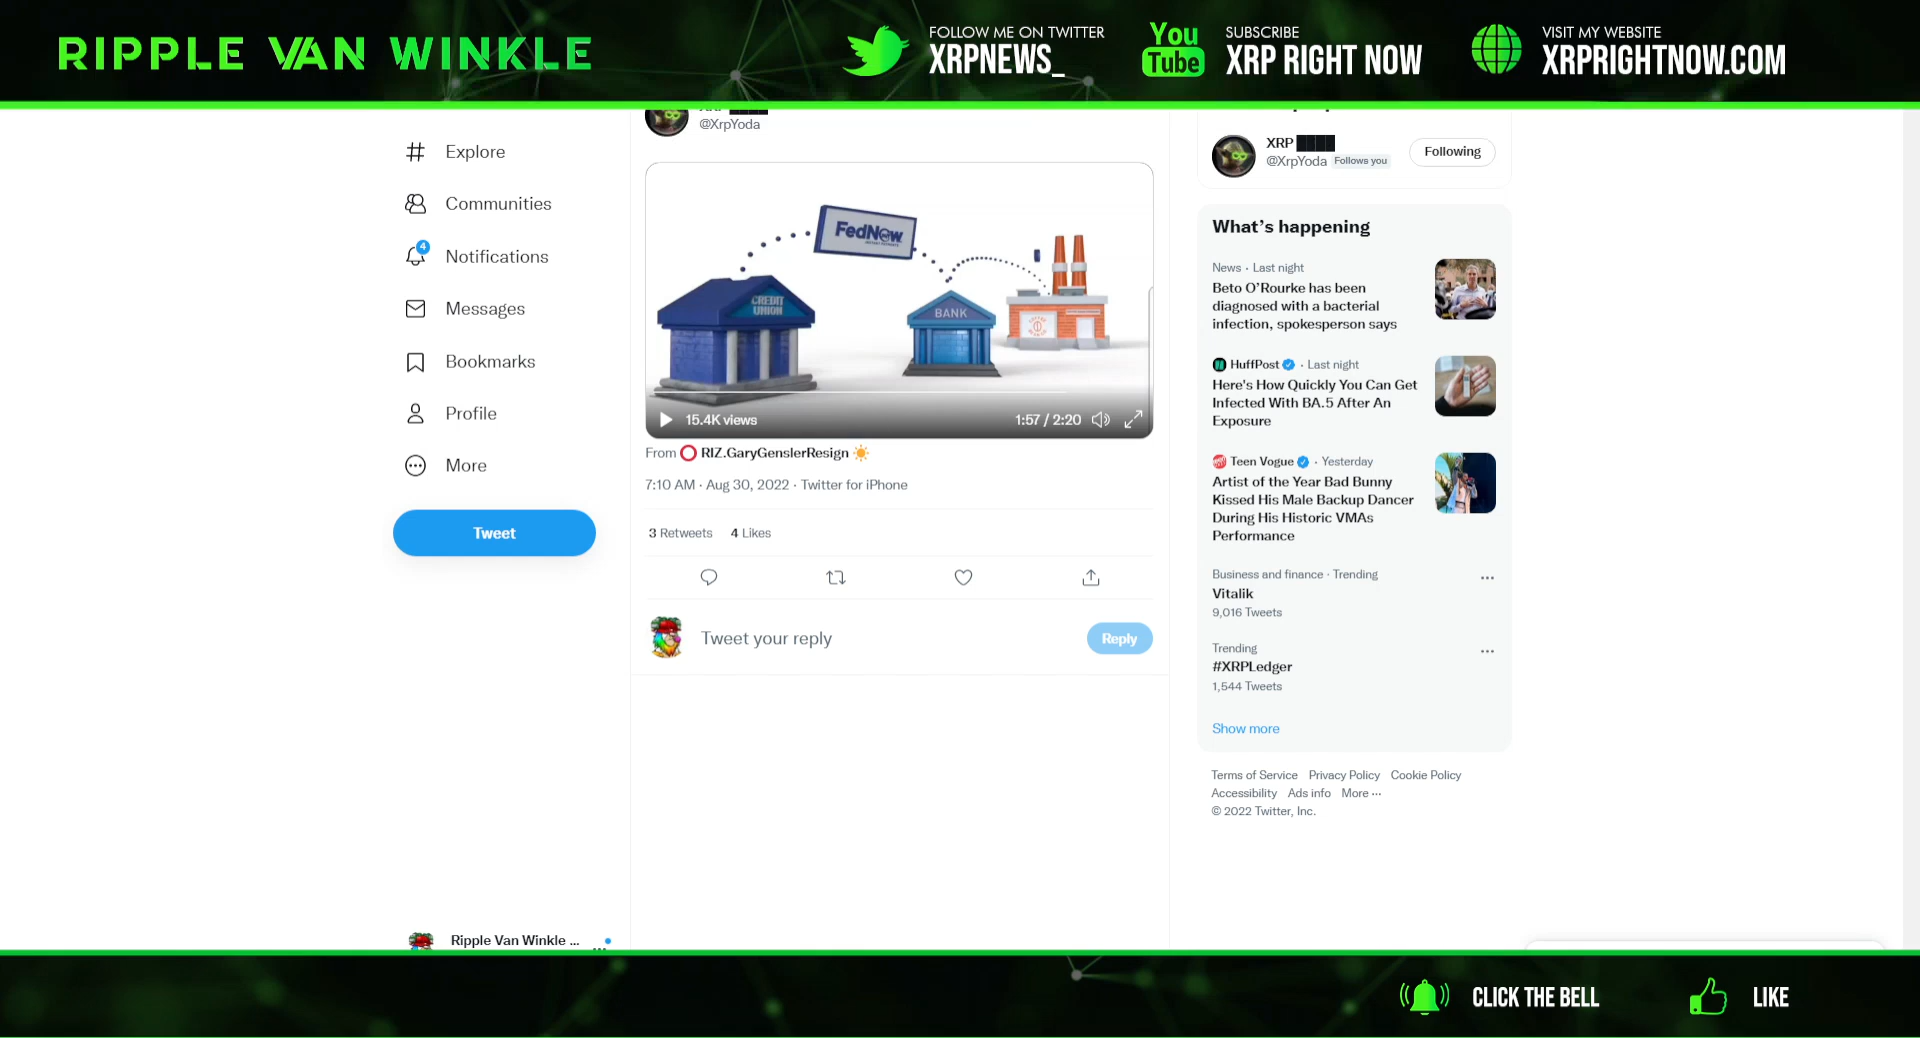 RIPPLE VAN WINKLE
FOLLOW ME ON TWITTER
XRPNEWS_
You
Tube
SUBSCRIBE
XRP RIGHT NOW
VISIT MY WEBSITE
XRPRIGHTNOW.COM
Explore
Communities
4
Notifications
Messages
Bookmarks
Profile
More
Tweet
Ripple Van Winkle ...
@XrpYoda
FedNow
CREDIT
UNION
BANK
15.4K views
1:57 / 2:20
From RIZ.GaryGenslerResign
7:10 AM · Aug 30, 2022 · Twitter for iPhone
3 Retweets 4 Likes
Tweet your reply
Reply
XRP
@XrpYoda Follows you
Following
What's happening
News · Last night
Beto O'Rourke has been
diagnosed with a bacterial
infection, spokesperson says
HuffPost · Last night
Here's How Quickly You Can Get
Infected With BA.5 After An
Exposure
Teen Vogue · Yesterday
Artist of the Year Bad Bunny
Kissed His Male Backup Dancer
During His Historic VMAs
Performance
Business and finance · Trending
Vitalik
9,016 Tweets
Trending
#XRPLedger
1,544 Tweets
Show more
Terms of Service Privacy Policy Cookie Policy
Accessibility Ads info More ...
© 2022 Twitter, Inc.
CLICK THE BELL
LIKE